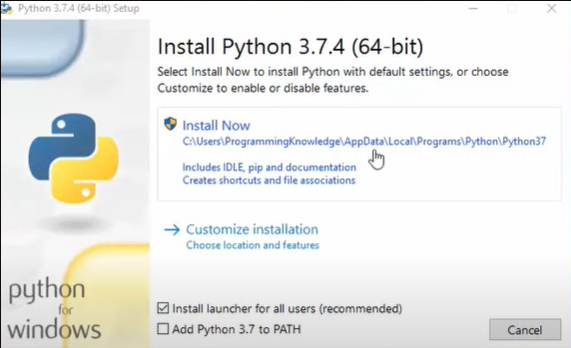 Python 3.7.4 (64-bit) Setup
Install Python 3.7.4 (64-bit)
Select Install Now to install Python with default settings, or choose
Customize to enable or disable features.
Install Now
C:\Users\ProgrammingKnowledge\AppData\Local\Programs\Python\Python37
Includes IDLE, pip and documentation
Creates shortcuts and file associations
Customize installation
Choose location and features
python
for
windows
Install launcher for all users (recommended)
Add Python 3.7 to PATH
Cancel